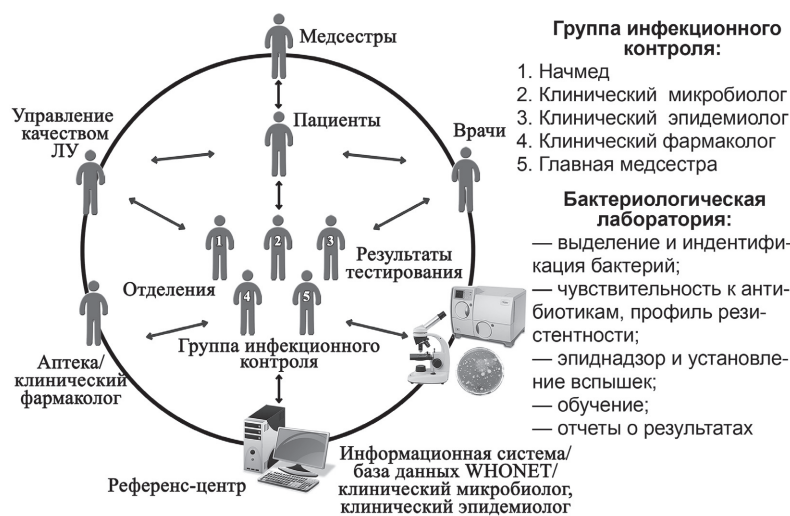 Медсестры
Управление
качеством
ЛУ
Пациенты
Врачи
1
2
3
Отделения
Результаты
тестирования
4
5
Группа инфекционного
контроля
Аптека/
клинический
фармаколог
Референс-центр
Информационная система/
база данных WHONET/
клинический микробиолог,
клинический эпидемиолог
Группа инфекционного
контроля:
1. Начмед
2. Клинический микробиолог
3. Клинический эпидемиолог
4. Клинический фармаколог
5. Главная медсестра
Бактериологическая
лаборатория:
— выделение и индентифи-
кация бактерий;
— чувствительность к анти-
биотикам, профиль рези-
стентности;
— эпиднадзор и установле-
ние вспышек;
— обучение;
— отчеты о результатах